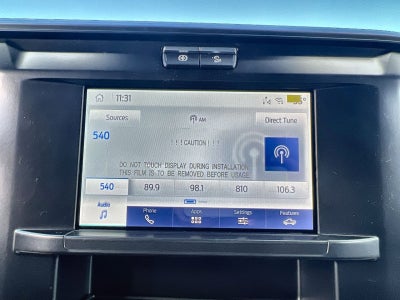 11:31
Sources
AM
Direct Tune
540
! ! ! CAUTION ! ! !
DO NOT TOUCH DISPLAY DURING INSTALLATION
THIS FILM IS TO BE REMOVED BEFORE USAGE
540 89.9 98.1 810 106.3
Audio Phone Apps Settings Features